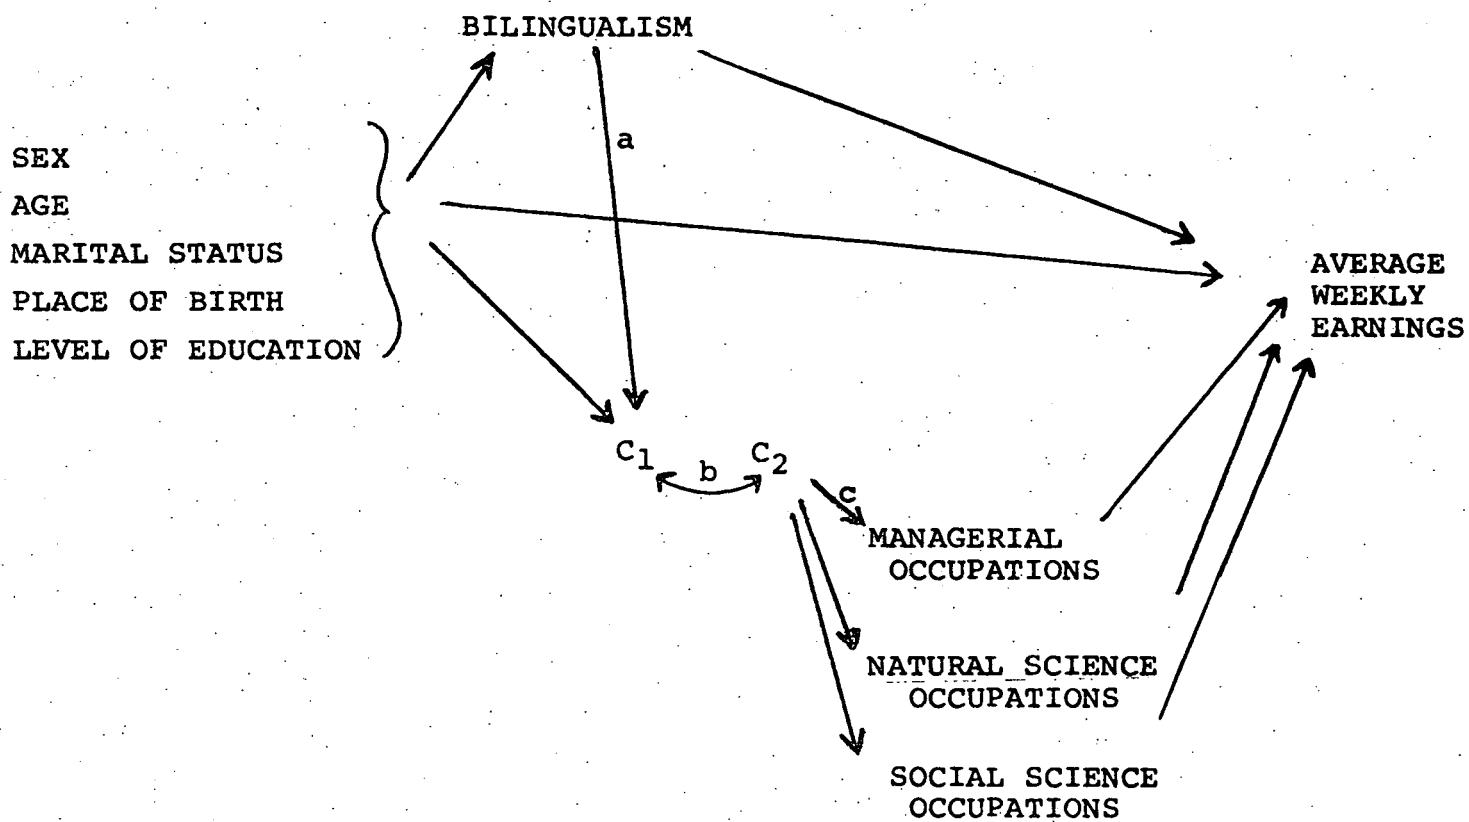 BILINGUALISM
a
SEX
AGE
MARITAL STATUS
PLACE OF BIRTH
LEVEL OF EDUCATION
AVERAGE
WEEKLY
EARNINGS
C1 b C2
c
MANAGERIAL
OCCUPATIONS
NATURAL SCIENCE
OCCUPATIONS
SOCIAL SCIENCE
OCCUPATIONS